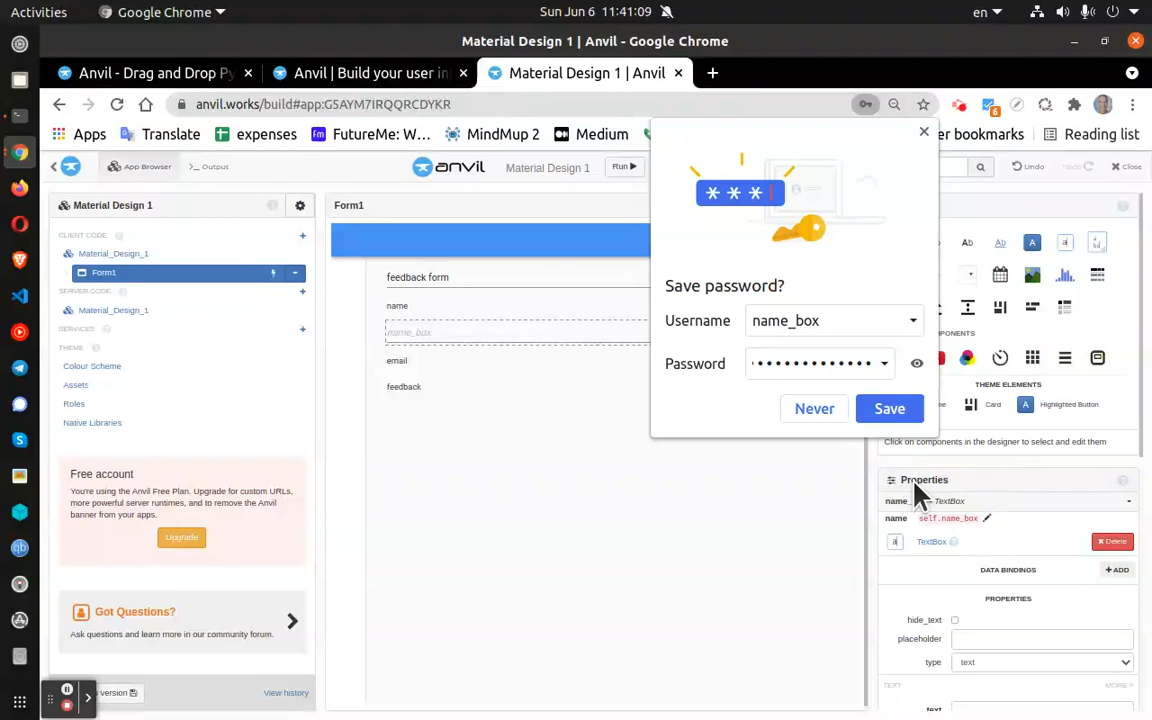 Activities
Google Chrome
Sun Jun 6 11:41:09
en
Material Design 1 | Anvil - Google Chrome
Anvil - Drag and Drop Py
Anvil | Build your user in
Material Design 1 | Anvil
anvil.works/build#app:G5AYM7IRQQRCDYKR
6
Apps
Translate
expenses
FutureMe: W...
MindMup 2
Medium
er bookmarks
Reading list
App Browser
>_ Output
anvil
Material Design 1
Run
Undo
Redo
Close
Material Design 1
CLIENT CODE
Material_Design_1
Form1
SERVER CODE
Material_Design_1
SERVICES
THEME
Colour Scheme
Assets
Roles
Native Libraries
Free account
You're using the Anvil Free Plan. Upgrade for custom URLs,
more powerful server runtimes, and to remove the Anvil
banner from your apps.
Upgrade
Got Questions?
Ask questions and learn more in our community forum.
version
View history
Form1
feedback form
name
name_box
email
feedback
* * *
Save password?
Username
name_box
Password
•••••••••••••
Never
Save
Ab
Ab
A
a
THEME ELEMENTS
Card
A
Highlighted Button
Click on components in the designer to select and edit them
Properties
name_
TextBox
name
self.name_box
a
TextBox
Delete
DATA BINDINGS
+ ADD
PROPERTIES
hide_text
placeholder
type
text
TEXT
MORE
text